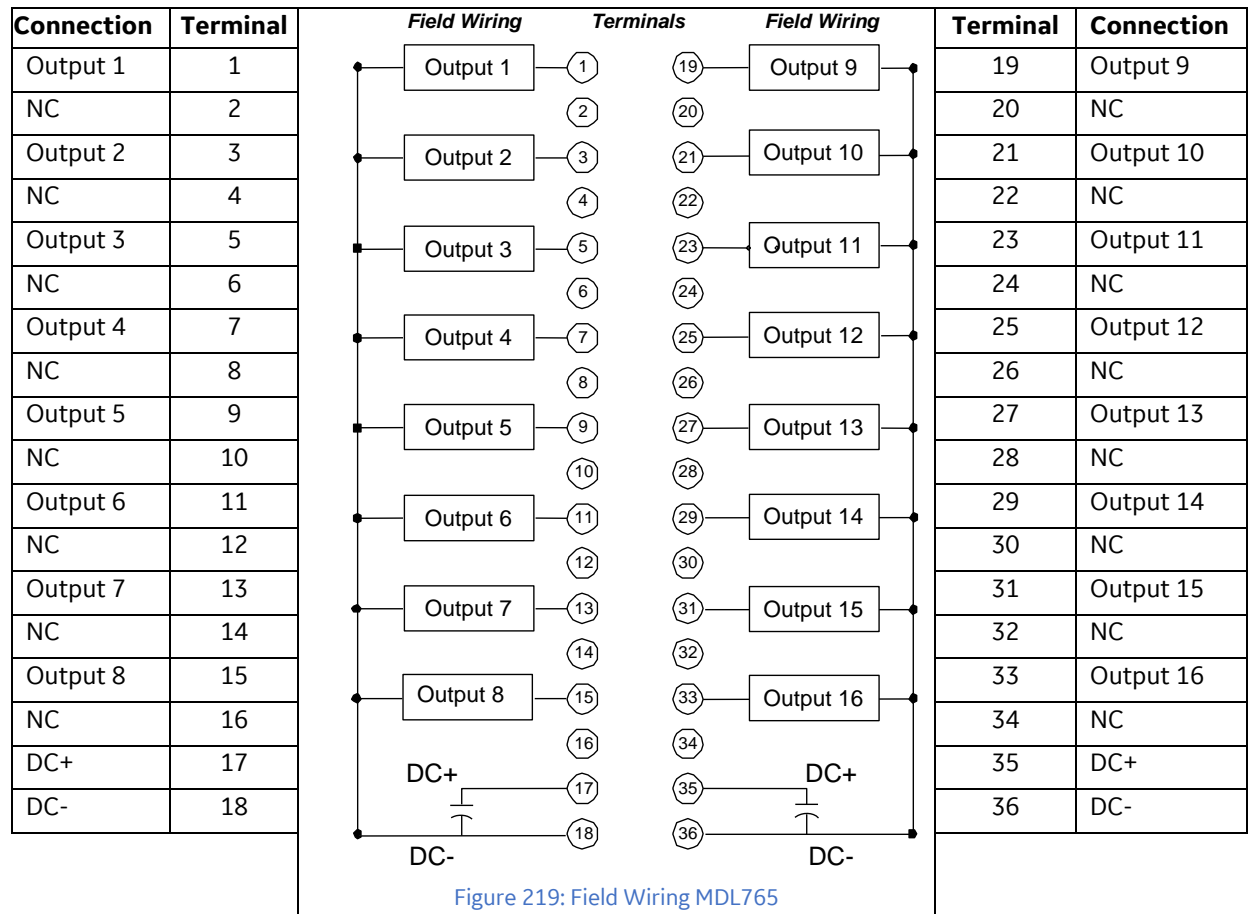 Connection Terminal Field Wiring Terminals Field Wiring Terminal Connection
Output 1 1 Output 1 1 19 Output 9 19 Output 9
NC 2 2 20 20 NC
Output 2 3 Output 2 3 21 Output 10 21 Output 10
NC 4 4 22 22 NC
Output 3 5 Output 3 5 23 Output 11 23 Output 11
NC 6 6 24 24 NC
Output 4 7 Output 4 7 25 Output 12 25 Output 12
NC 8 8 26 26 NC
Output 5 9 Output 5 9 27 Output 13 27 Output 13
NC 10 10 28 28 NC
Output 6 11 Output 6 11 29 Output 14 29 Output 14
NC 12 12 30 30 NC
Output 7 13 Output 7 13 31 Output 15 31 Output 15
NC 14 14 32 32 NC
Output 8 15 Output 8 15 33 Output 16 33 Output 16
NC 16 16 34 34 NC
DC+ 17 DC+ 17 35 DC+ 35 DC+
DC- 18 18 36 36 DC-
DC- DC-
Figure 219: Field Wiring MDL765